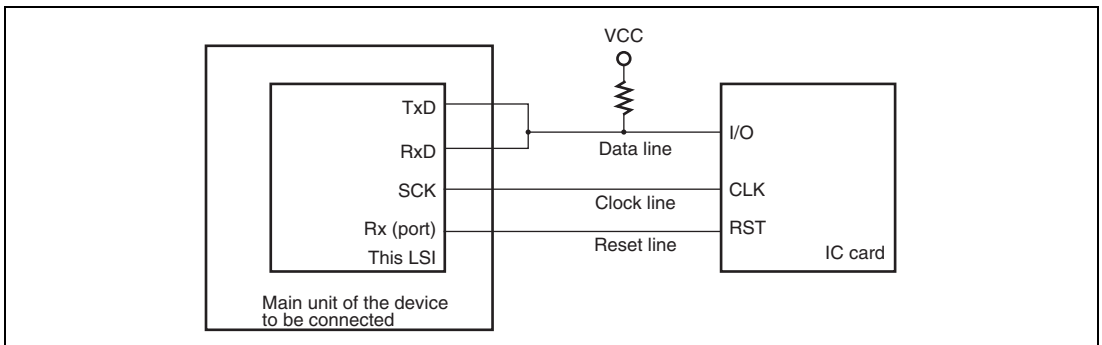 VCC
TxD
RxD
SCK
Rx (port)
This LSI
Data line
Clock line
Reset line
I/O
CLK
RST
IC card
Main unit of the device
to be connected